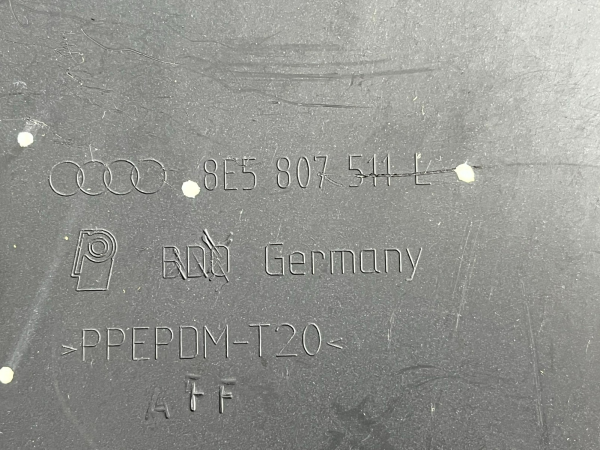 8E5 807 511 L
Germany
>PPEPDM-T20<